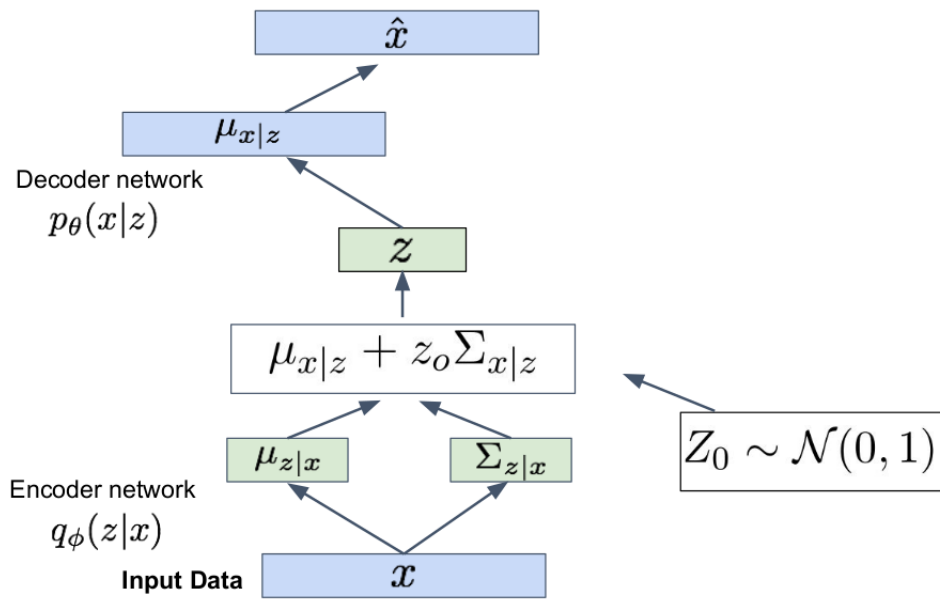 x̂
μ_{x|z}
Decoder network
p_θ(x|z)
z
μ_{x|z} + z_o Σ_{x|z}
Z_0 ∼ 𝒩(0, 1)
μ_{z|x}
Σ_{z|x}
Encoder network
q_ϕ(z|x)
Input Data
x